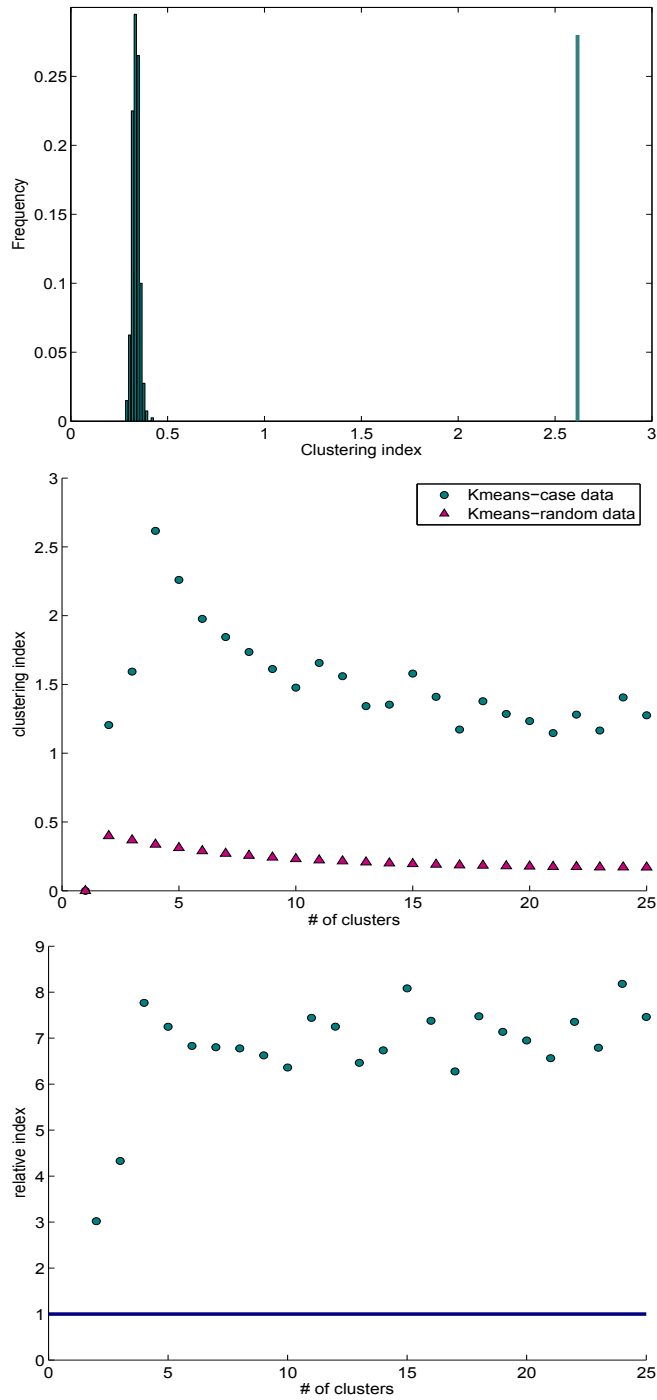 0.25
0.2
0.15
0.1
0.05
0
Frequency
0 0.5 1 1.5 2 2.5 3
Clustering index
3
2.5
2
1.5
1
0.5
0
clustering index
Kmeans−case data
Kmeans−random data
0 5 10 15 20 25
# of clusters
9
8
7
6
5
4
3
2
1
0
relative index
0 5 10 15 20 25
# of clusters